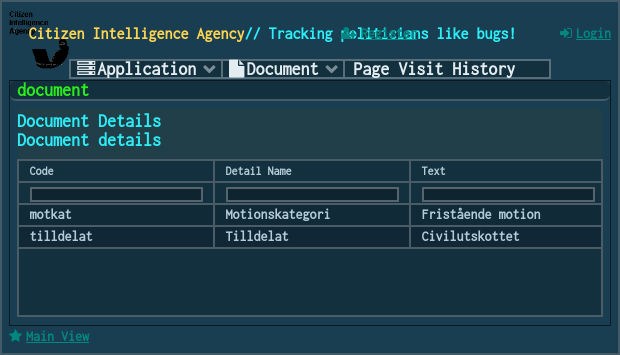 Citizen
Intelligence
Agency
Citizen Intelligence Agency// Tracking politicians like bugs!
Login
Application
Document
Page Visit History
document
Document Details
Document details
Code Detail Name Text
motkat Motionskategori Fristående motion
tilldelat Tilldelat Civilutskottet
Main View